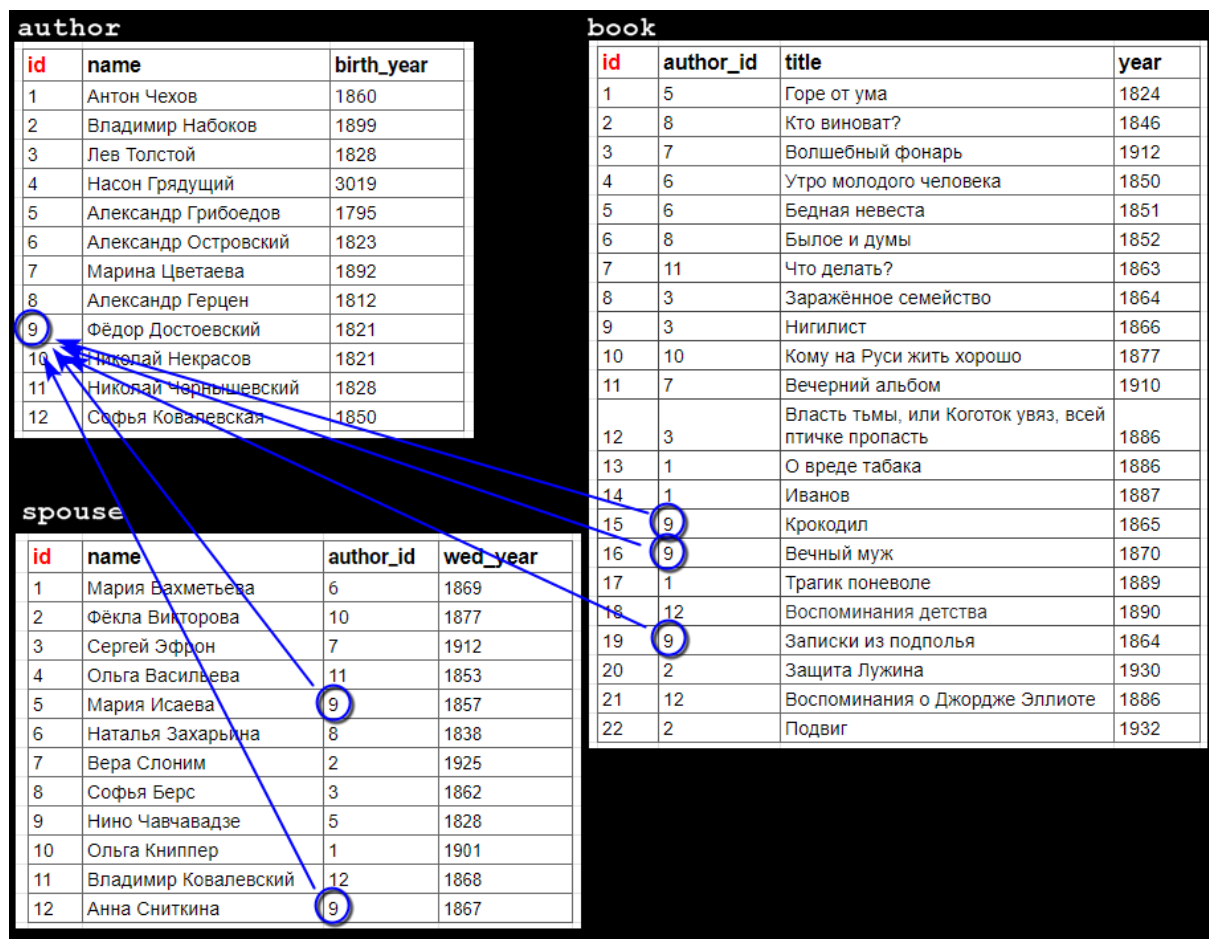 author
id name birth_year
1 Антон Чехов 1860
2 Владимир Набоков 1899
3 Лев Толстой 1828
4 Насон Грядущий 3019
5 Александр Грибоедов 1795
6 Александр Островский 1823
7 Марина Цветаева 1892
8 Александр Герцен 1812
9 Фёдор Достоевский 1821
10 Николай Некрасов 1821
11 Николай Чернышевский 1828
12 Софья Ковалевская 1850
spouse
id name author_id wed_year
1 Мария Вахметьева 6 1869
2 Фёкла Викторова 10 1877
3 Сергей Эфрон 7 1912
4 Ольга Васильева 11 1853
5 Мария Исаева 9 1857
6 Наталья Захарьина 8 1838
7 Вера Слоним 2 1925
8 Софья Берс 3 1862
9 Нино Чавчавадзе 5 1828
10 Ольга Книппер 1 1901
11 Владимир Ковалевский 12 1868
12 Анна Сниткина 9 1867
book
id author_id title year
1 5 Горе от ума 1824
2 8 Кто виноват? 1846
3 7 Волшебный фонарь 1912
4 6 Утро молодого человека 1850
5 6 Бедная невеста 1851
6 8 Былое и думы 1852
7 11 Что делать? 1863
8 3 Заражённое семейство 1864
9 3 Нигилист 1866
10 10 Кому на Руси жить хорошо 1877
11 7 Вечерний альбом 1910
Власть тьмы, или Коготок увяз, всей
12 3 птичке пропасть 1886
13 1 О вреде табака 1886
14 1 Иванов 1887
15 9 Крокодил 1865
16 9 Вечный муж 1870
17 1 Трагик поневоле 1889
18 12 Воспоминания детства 1890
19 9 Записки из подполья 1864
20 2 Защита Лужина 1930
21 12 Воспоминания о Джордже Эллиоте 1886
22 2 Подвиг 1932